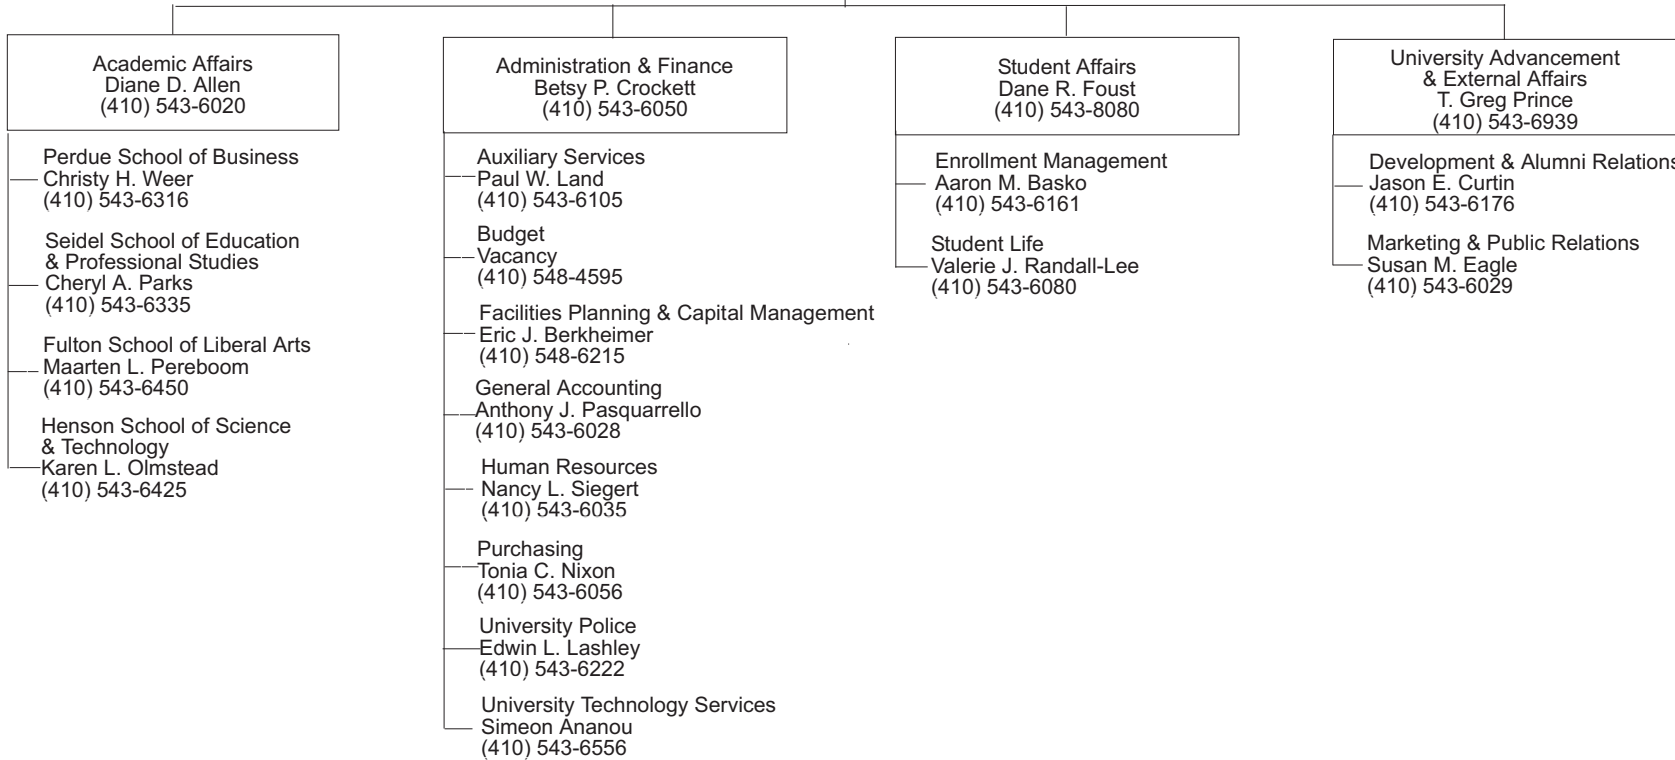 Academic Affairs
Diane D. Allen
(410) 543-6020
Perdue School of Business
Christy H. Weer
(410) 543-6316
Seidel School of Education
& Professional Studies
Cheryl A. Parks
(410) 543-6335
Fulton School of Liberal Arts
Maarten L. Pereboom
(410) 543-6450
Henson School of Science
& Technology
Karen L. Olmstead
(410) 543-6425
Administration & Finance
Betsy P. Crockett
(410) 543-6050
Auxiliary Services
Paul W. Land
(410) 543-6105
Budget
Vacancy
(410) 548-4595
Facilities Planning & Capital Management
Eric J. Berkheimer
(410) 548-6215
General Accounting
Anthony J. Pasquarrello
(410) 543-6028
Human Resources
Nancy L. Siegert
(410) 543-6035
Purchasing
Tonia C. Nixon
(410) 543-6056
University Police
Edwin L. Lashley
(410) 543-6222
University Technology Services
Simeon Ananou
(410) 543-6556
Student Affairs
Dane R. Foust
(410) 543-8080
Enrollment Management
Aaron M. Basko
(410) 543-6161
Student Life
Valerie J. Randall-Lee
(410) 543-6080
University Advancement
& External Affairs
T. Greg Prince
(410) 543-6939
Development & Alumni Relations
Jason E. Curtin
(410) 543-6176
Marketing & Public Relations
Susan M. Eagle
(410) 543-6029